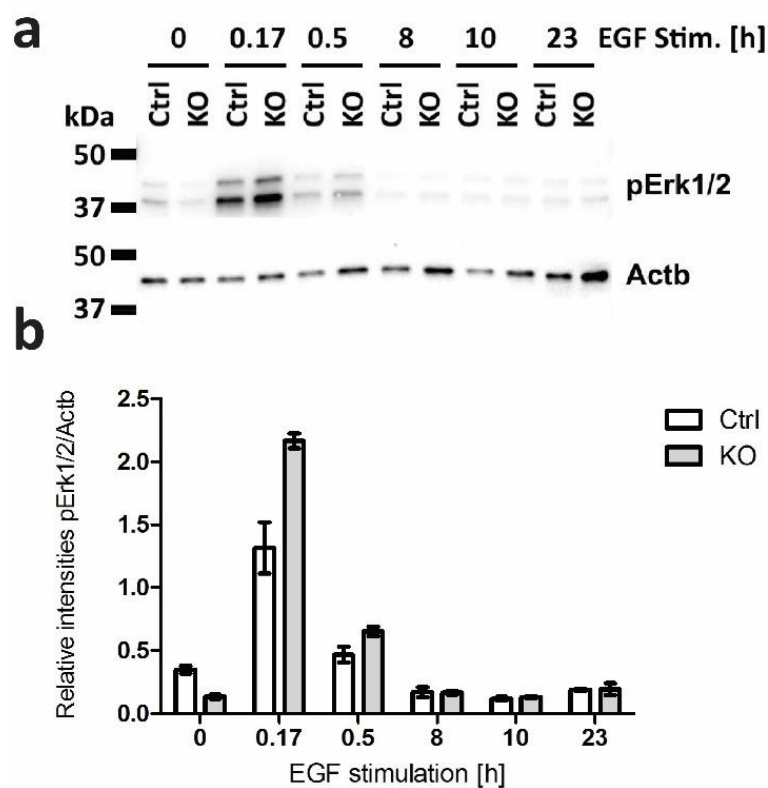 a
0 0.17 0.5 8 10 23 EGF Stim. [h]
Ctrl KO Ctrl KO Ctrl KO Ctrl KO Ctrl KO Ctrl KO
kDa
50
37
pErk1/2
50
37
Actb
b
Relative intensities pErk1/2/Actb
2.5
2.0
1.5
1.0
0.5
0.0
0 0.17 0.5 8 10 23
EGF stimulation [h]
Ctrl
KO